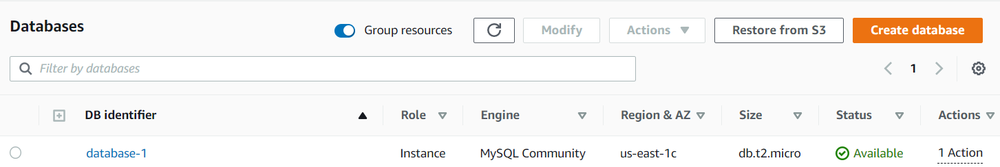 Databases
Group resources
Modify
Actions
Restore from S3
Create database
Filter by databases
1
DB identifier Role Engine Region & AZ Size Status Actions
database-1 Instance MySQL Community us-east-1c db.t2.micro Available 1 Action